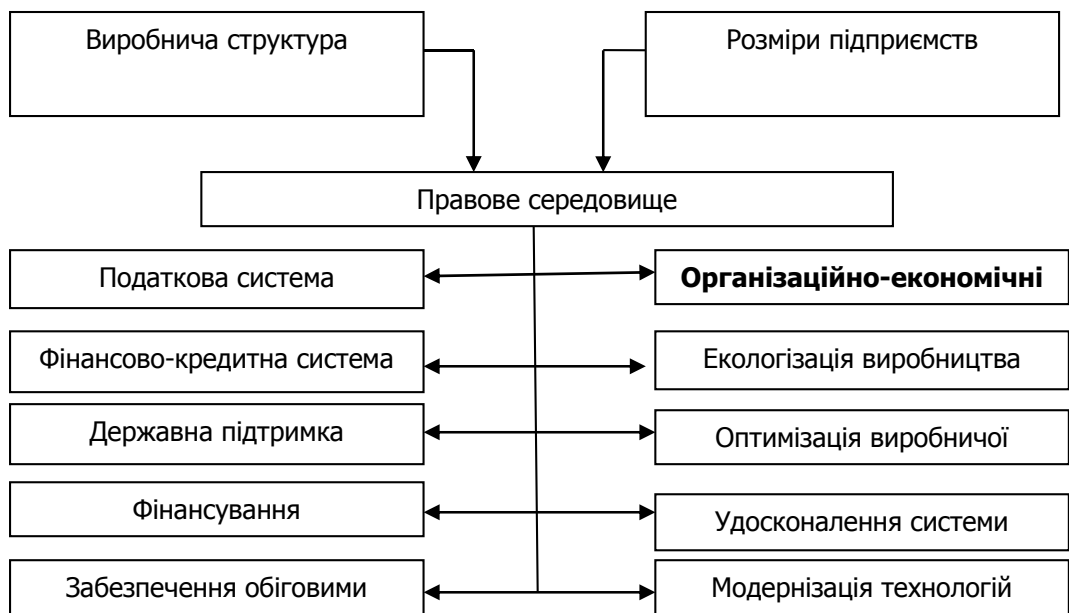 Виробнича структура
Розміри підприємств
Правове середовище
Податкова система
Організаційно-економічні
Фінансово-кредитна система
Екологізація виробництва
Державна підтримка
Оптимізація виробничої
Фінансування
Удосконалення системи
Забезпечення обіговими
Модернізація технологій